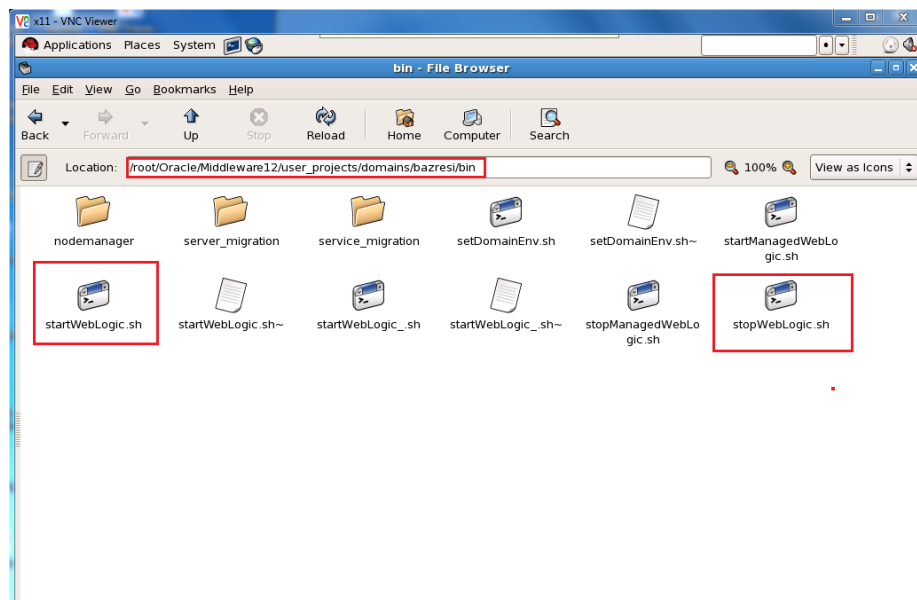 x11 - VNC Viewer
Applications Places System
bin - File Browser
File Edit View Go Bookmarks Help
Back Forward Up Stop Reload Home Computer Search
Location: /root/Oracle/Middleware12/user_projects/domains/bazresi/bin 100% View as Icons
nodemanager server_migration service_migration setDomainEnv.sh setDomainEnv.sh~ startManagedWebLo
gic.sh
startWebLogic.sh startWebLogic.sh~ startWebLogic_.sh startWebLogic_.sh~ stopManagedWebLo stopWebLogic.sh
gic.sh